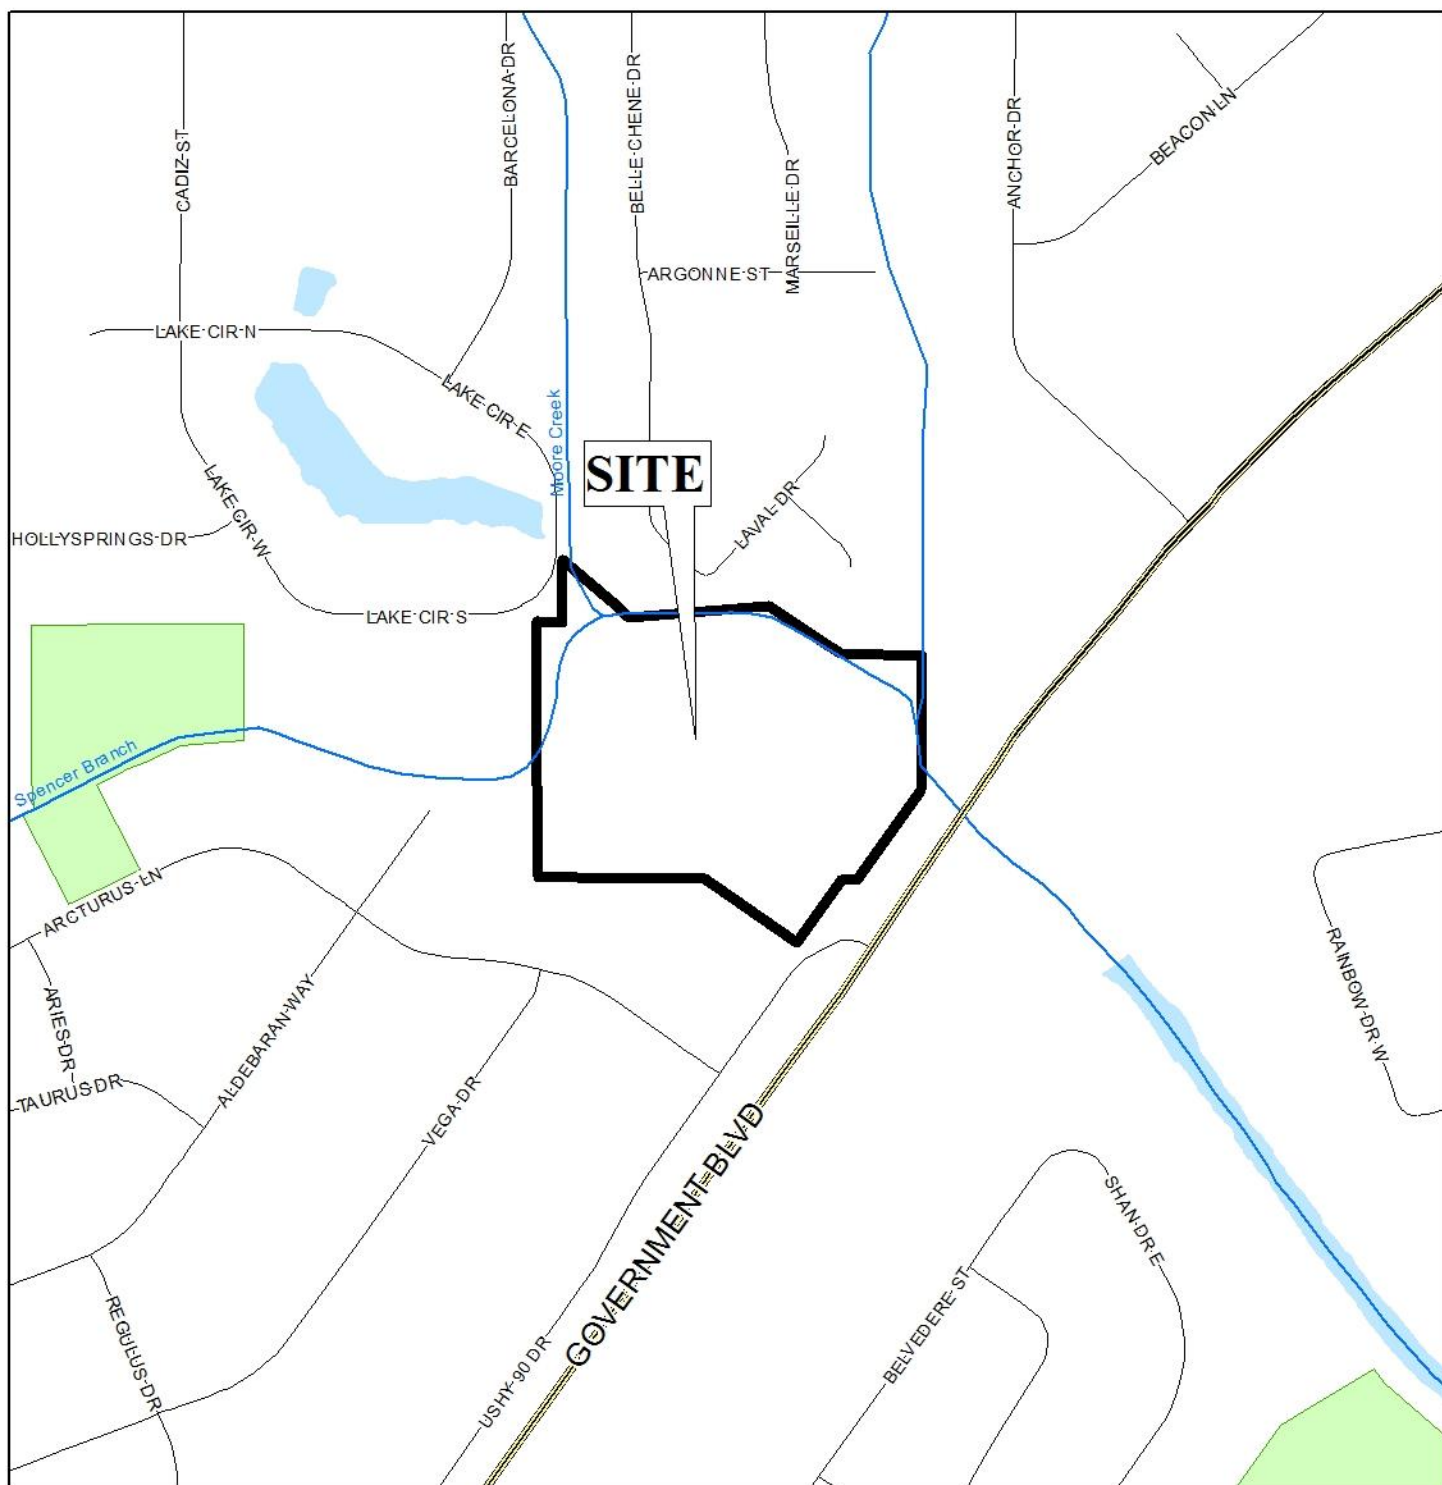 CADIZ ST
BARCELONA DR
BELLE CHENE DR
MARSEILLE DR
ANCHOR DR
BEACON LN
ARGONNE ST
LAKE CIR N
LAKE CIR E
Moore Creek
SITE
LAVAL DR
LAKE CIR W
HOLLYSPRINGS DR
LAKE CIR S
Spencer Branch
ARCTURUS LN
ARIES DR
ALDEBARAN WAY
RAINBOW DR W
TAURUS DR
VEGA DR
GOVERNMENT BLVD
SHAN DR E
BELVEDERE ST
REGULUS DR
USHY 90 DR